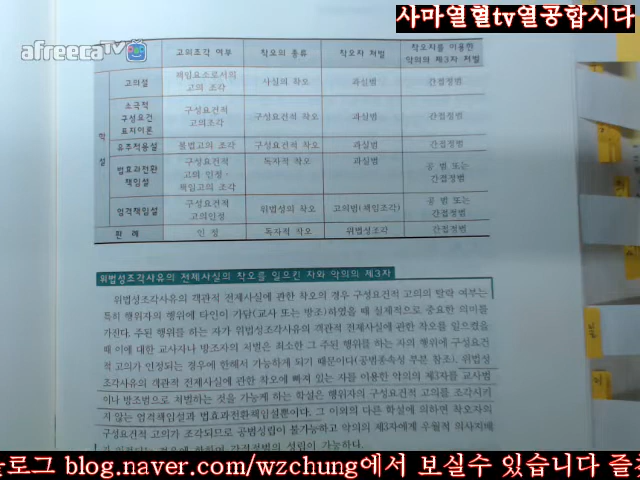 사마열혈tv열공합시다
afreecaTV
고의조각 여부 착오의 종류 착오자 처벌 착오자를 이용한
악의의 제3자 처벌
학설
고의설 책임요소로서의
고의 조각 사실의 착오 과실범 간접정범
소극적
구성요건
표지이론 구성요건적
고의조각 구성요건적 착오 과실범 간접정범
유추적용설 불법고의 조각 구성요건적 착오 과실범 간접정범
법효과전환
책임설 구성요건적
고의 인정·
책임고의 조각 독자적 착오 과실범 공범 또는
간접정범
엄격책임설 구성요건적
고의인정 위법성의 착오 고의범(책임조각) 공범 또는
간접정범
판례 인정 독자적 착오 위법성조각 간접정범
위법성조각사유의 전제사실의 착오를 일으킨 자와 악의의 제3자
위법성조각사유의 객관적 전제사실에 관한 착오의 경우 구성요건적 고의의 탈락 여부는
특히 행위자의 행위에 타인이 가담(교사 또는 방조)하였을 때 실제적으로 중요한 의미를
가진다. 주된 행위를 하는 자가 위법성조각사유의 객관적 전제사실에 관한 착오를 일으켰을
때 이에 대한 교사자나 방조자의 처벌은 최소한 그 주된 행위를 하는 자의 행위에 구성요건
적 고의가 인정되는 경우에 한해서 가능하게 되기 때문이다(공범종속성 부분 참조). 위법성
조각사유의 객관적 전제사실에 관한 착오에 빠져 있는 자를 이용한 악의의 제3자를 교사범
이나 방조범으로 처벌하는 것을 가능케 하는 학설은 행위자의 구성요건적 고의를 조각시키
지 않는 엄격책임설과 법효과전환책임설뿐이다. 그 이외의 다른 학설에 의하면 착오자의
구성요건적 고의가 조각되므로 공범성립이 불가능하고 악의의 제3자에게 우월적 의사지배
경우에 한하여 간접정범의 성립이 가능하다.
블로그 blog.naver.com/wzchung에서 보실수 있습니다 즐